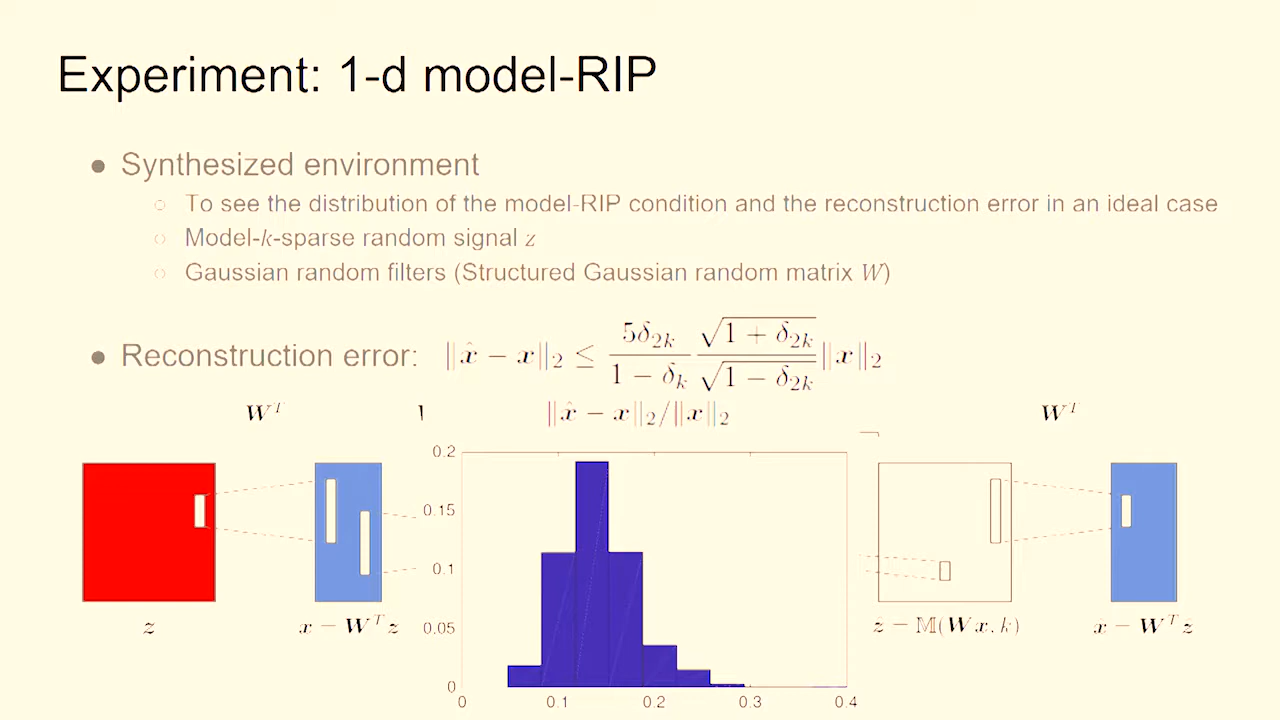 Experiment: 1-d model-RIP
● Synthesized environment
○ To see the distribution of the model-RIP condition and the reconstruction error in an ideal case
○ Model-k-sparse random signal z
○ Gaussian random filters (Structured Gaussian random matrix W)
● Reconstruction error: ‖x̂ − x‖₂ ≤ 5δ₂ₖ / (1 − δₖ) √(1 + δ₂ₖ) / √(1 − δ₂ₖ) ‖x‖₂
Wᵀ
‖x̂ − x‖₂/‖x‖₂
Wᵀ
0.2
0.15
0.1
0.05
0
0 0.1 0.2 0.3 0.4
z
x = Wᵀz
ẑ = 𝕄(Wx, k)
x̂ = Wᵀẑ